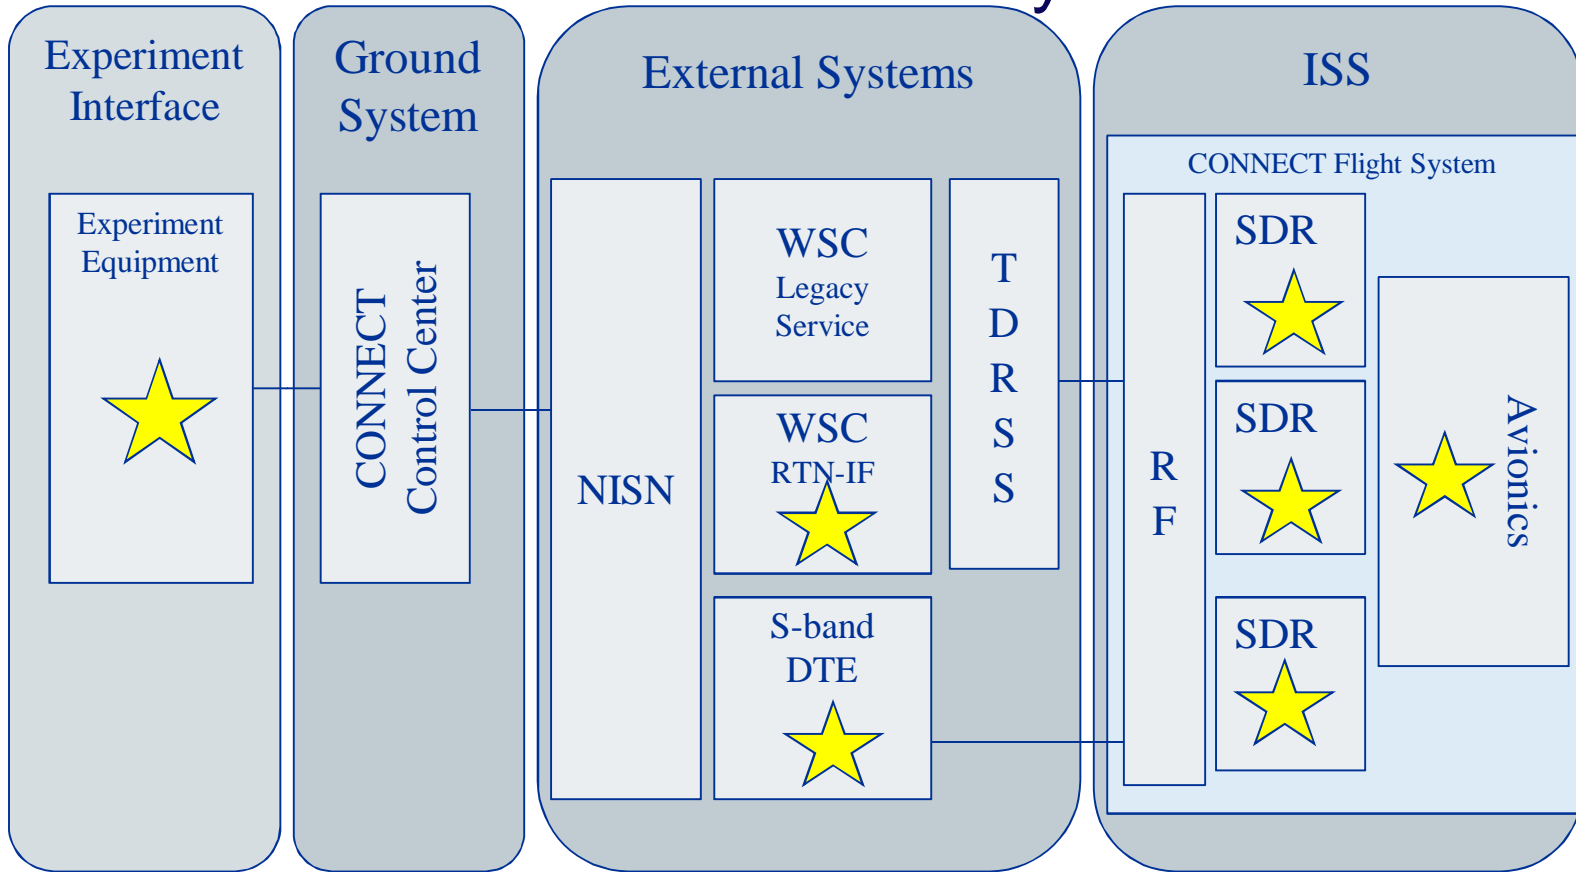 Experiment
Interface
Experiment
Equipment
Ground
System
CONNECT
Control Center
External Systems
NISN
WSC
Legacy
Service
WSC
RTN-IF
S-band
DTE
T
D
R
S
S
ISS
CONNECT Flight System
R
F
SDR
SDR
SDR
Avionics